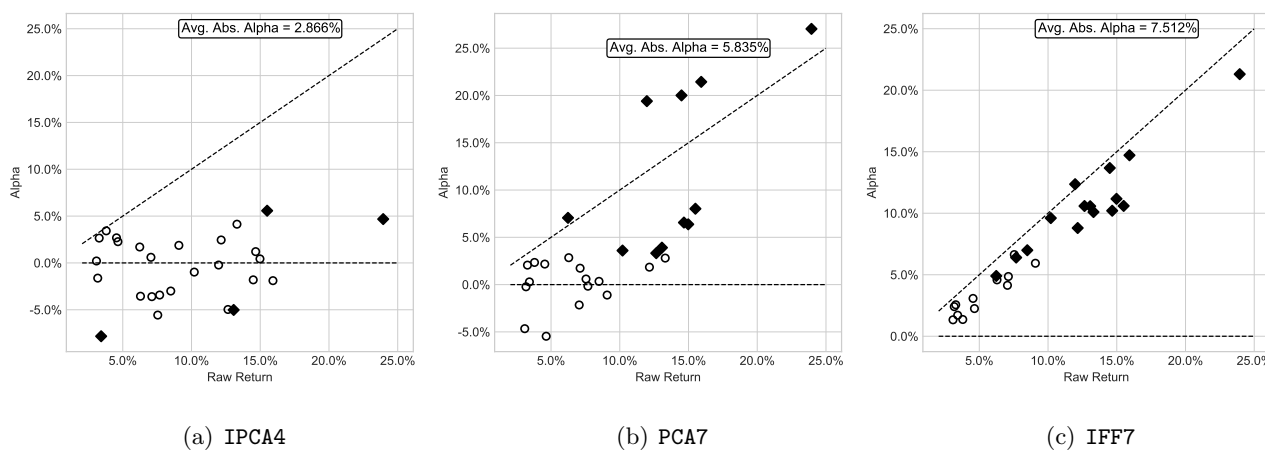 Avg. Abs. Alpha = 2.866%
25.0%
20.0%
15.0%
10.0%
5.0%
0.0%
-5.0%
Alpha
5.0% 10.0% 15.0% 20.0% 25.0%
Raw Return
(a) IPCA4
Avg. Abs. Alpha = 5.835%
25.0%
20.0%
15.0%
10.0%
5.0%
0.0%
-5.0%
Alpha
5.0% 10.0% 15.0% 20.0% 25.0%
Raw Return
(b) PCA7
Avg. Abs. Alpha = 7.512%
25.0%
20.0%
15.0%
10.0%
5.0%
0.0%
Alpha
5.0% 10.0% 15.0% 20.0% 25.0%
Raw Return
(c) IFF7